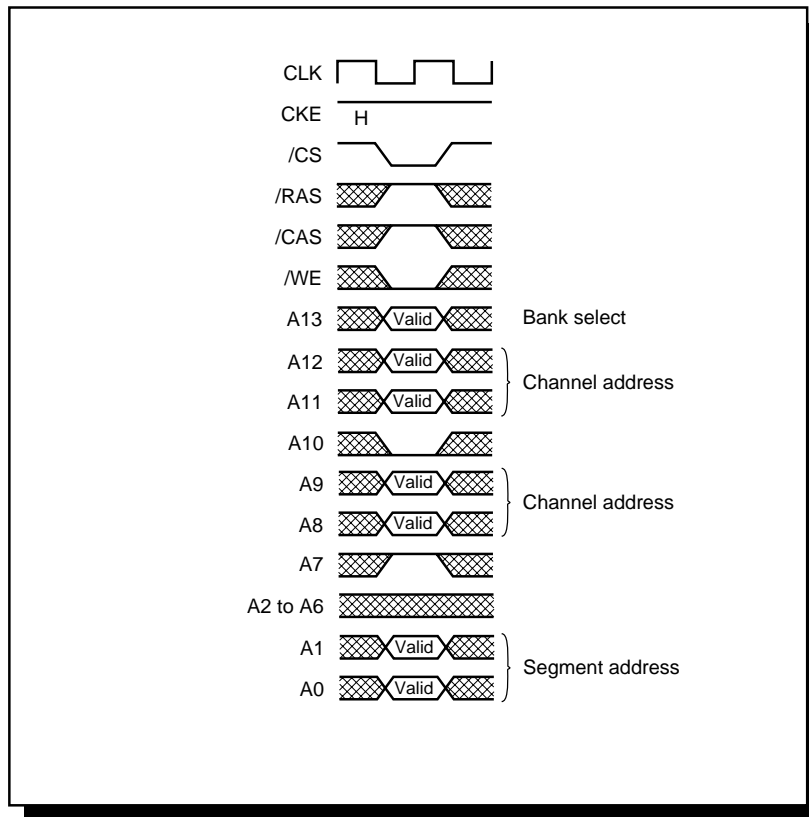 CLK
CKE H
/CS
/RAS
/CAS
/WE
A13 Valid Bank select
A12 Valid
Channel address
A11 Valid
A10
A9 Valid
Channel address
A8 Valid
A7
A2 to A6
A1 Valid
Segment address
A0 Valid